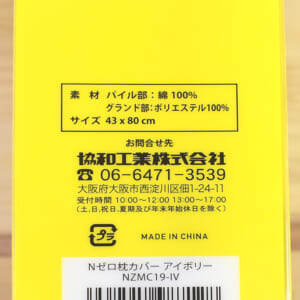 素 材 パイル部：綿 100%
グランド部：ポリエステル100%
サイズ 43 x 80 cm
お問合せ先
協和工業株式会社
☎06-6471-3539
大阪府大阪市西淀川区佃1-24-11
受付時間 10:00〜12:00 13:00〜17:00
(土,日,祝日,夏期及び年末年始休日を除く)
プラ MADE IN CHINA
Nゼロ枕カバー アイボリー
NZMC19-IV